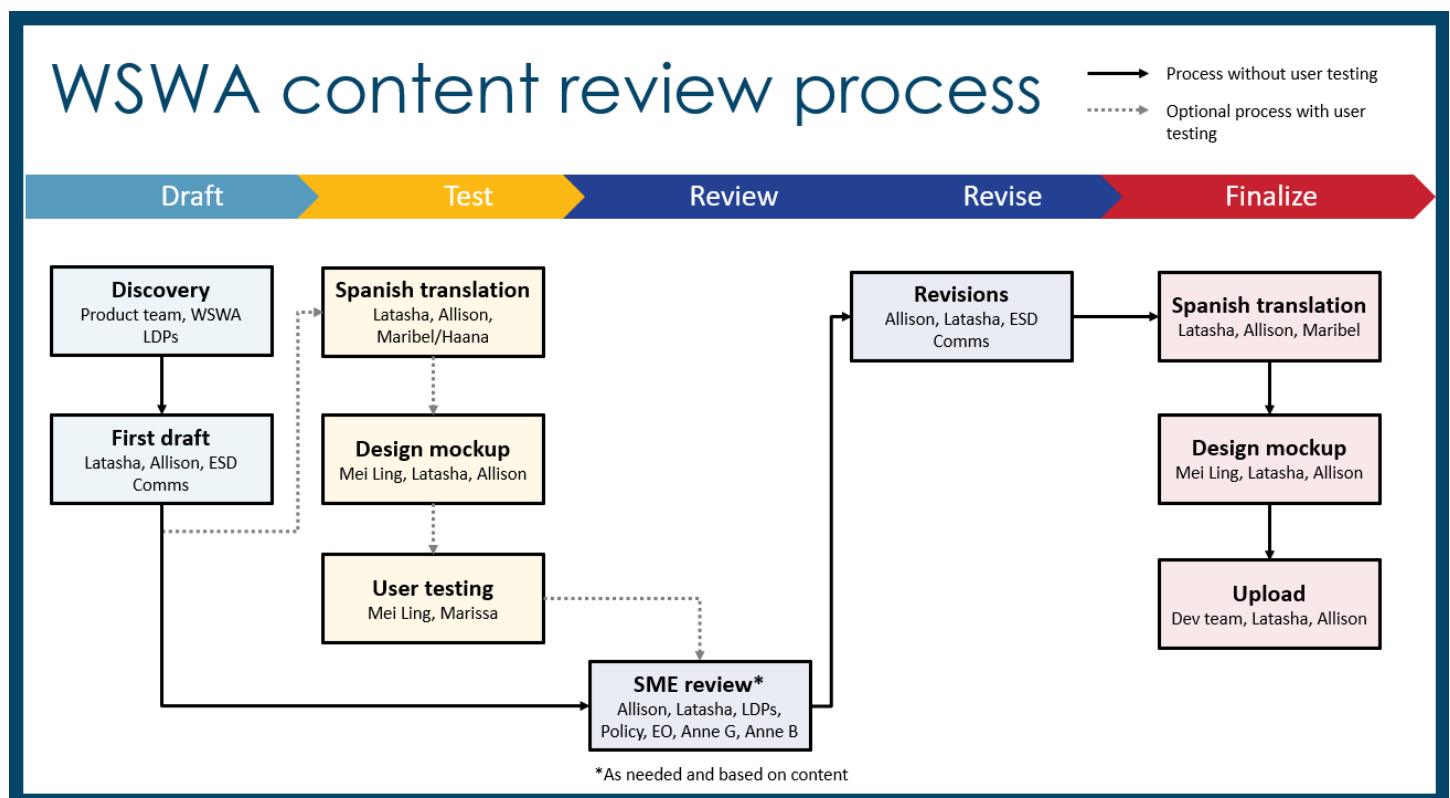 WSWA content review process
Process without user testing
Optional process with user
testing
Draft
Test
Review
Revise
Finalize
Discovery
Product team, WSWA
LDPs
First draft
Latasha, Allison, ESD
Comms
Spanish translation
Latasha, Allison,
Maribel/Haana
Design mockup
Mei Ling, Latasha, Allison
User testing
Mei Ling, Marissa
SME review*
Allison, Latasha, LDPs,
Policy, EO, Anne G, Anne B
*As needed and based on content
Revisions
Allison, Latasha, ESD
Comms
Spanish translation
Latasha, Allison, Maribel
Design mockup
Mei Ling, Latasha, Allison
Upload
Dev team, Latasha, Allison